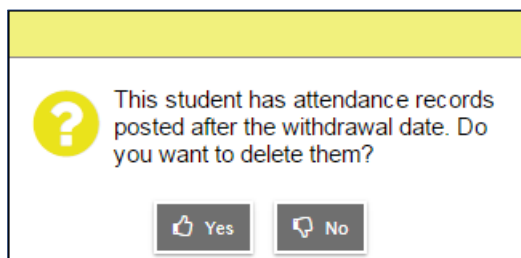 This student has attendance records
posted after the withdrawal date. Do
you want to delete them?
Yes No